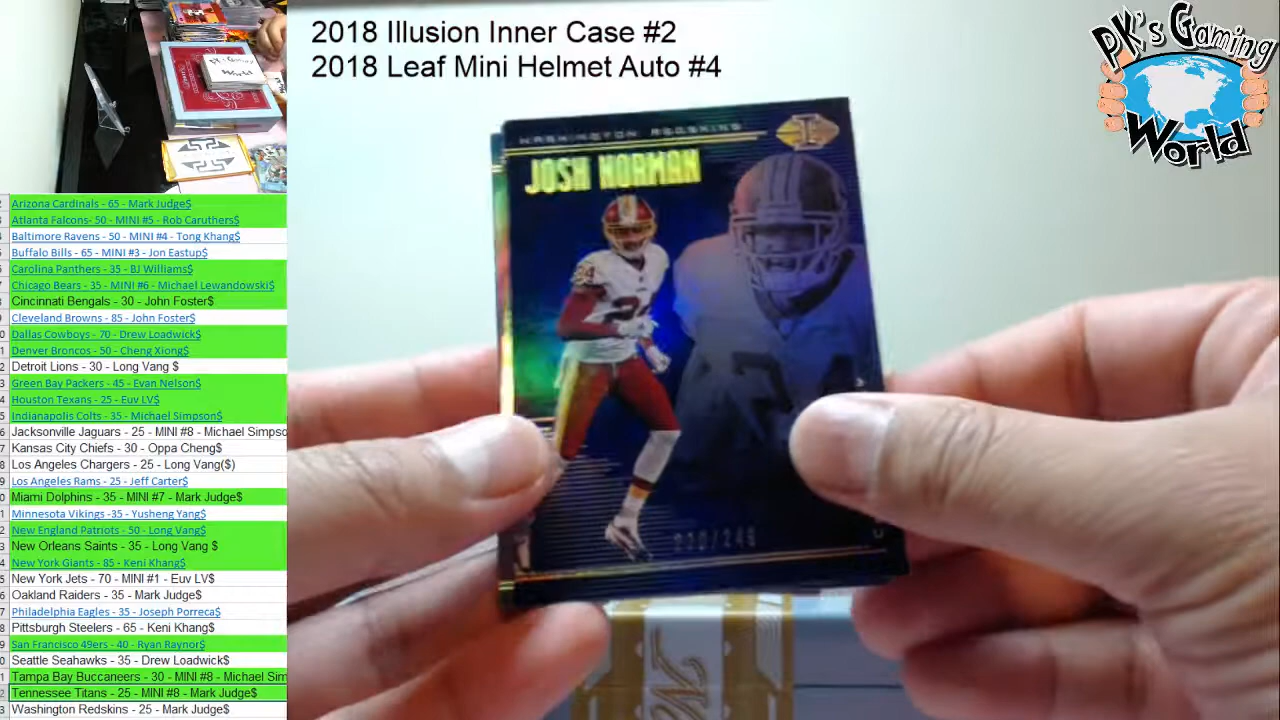 2018 Illusion Inner Case #2
2018 Leaf Mini Helmet Auto #4
PK's Gaming
World
WASHINGTON REDSKINS
JOSH NORMAN
24
Arizona Cardinals - 65 - Mark Judge$
Atlanta Falcons- 50 - MINI #5 - Rob Caruthers$
Baltimore Ravens - 50 - MINI #4 - Tong Khang$
Buffalo Bills - 65 - MINI #3 - Jon Eastup$
Carolina Panthers - 35 - BJ Williams$
Chicago Bears - 35 - MINI #6 - Michael Lewandowski$
Cincinnati Bengals - 30 - John Foster$
Cleveland Browns - 85 - John Foster$
Dallas Cowboys - 70 - Drew Loadwick$
Denver Broncos - 50 - Cheng Xiong$
Detroit Lions - 30 - Long Vang $
Green Bay Packers - 45 - Evan Nelson$
Houston Texans - 25 - Euv LV$
Indianapolis Colts - 35 - Michael Simpson$
Jacksonville Jaguars - 25 - MINI #8 - Michael Simpso
Kansas City Chiefs - 30 - Oppa Cheng$
Los Angeles Chargers - 25 - Long Vang($)
Los Angeles Rams - 25 - Jeff Carter$
Miami Dolphins - 35 - MINI #7 - Mark Judge$
Minnesota Vikings -35 - Yusheng Yang$
New England Patriots - 50 - Long Vang$
New Orleans Saints - 35 - Long Vang $
New York Giants - 85 - Keni Khang$
New York Jets - 70 - MINI #1 - Euv LV$
Oakland Raiders - 35 - Mark Judge$
Philadelphia Eagles - 35 - Joseph Porreca$
Pittsburgh Steelers - 65 - Keni Khang$
San Francisco 49ers - 40 - Ryan Raynor$
Seattle Seahawks - 35 - Drew Loadwick$
Tampa Bay Buccaneers - 30 - MINI #8 - Michael Sim
Tennessee Titans - 25 - MINI #8 - Mark Judge$
Washington Redskins - 25 - Mark Judge$